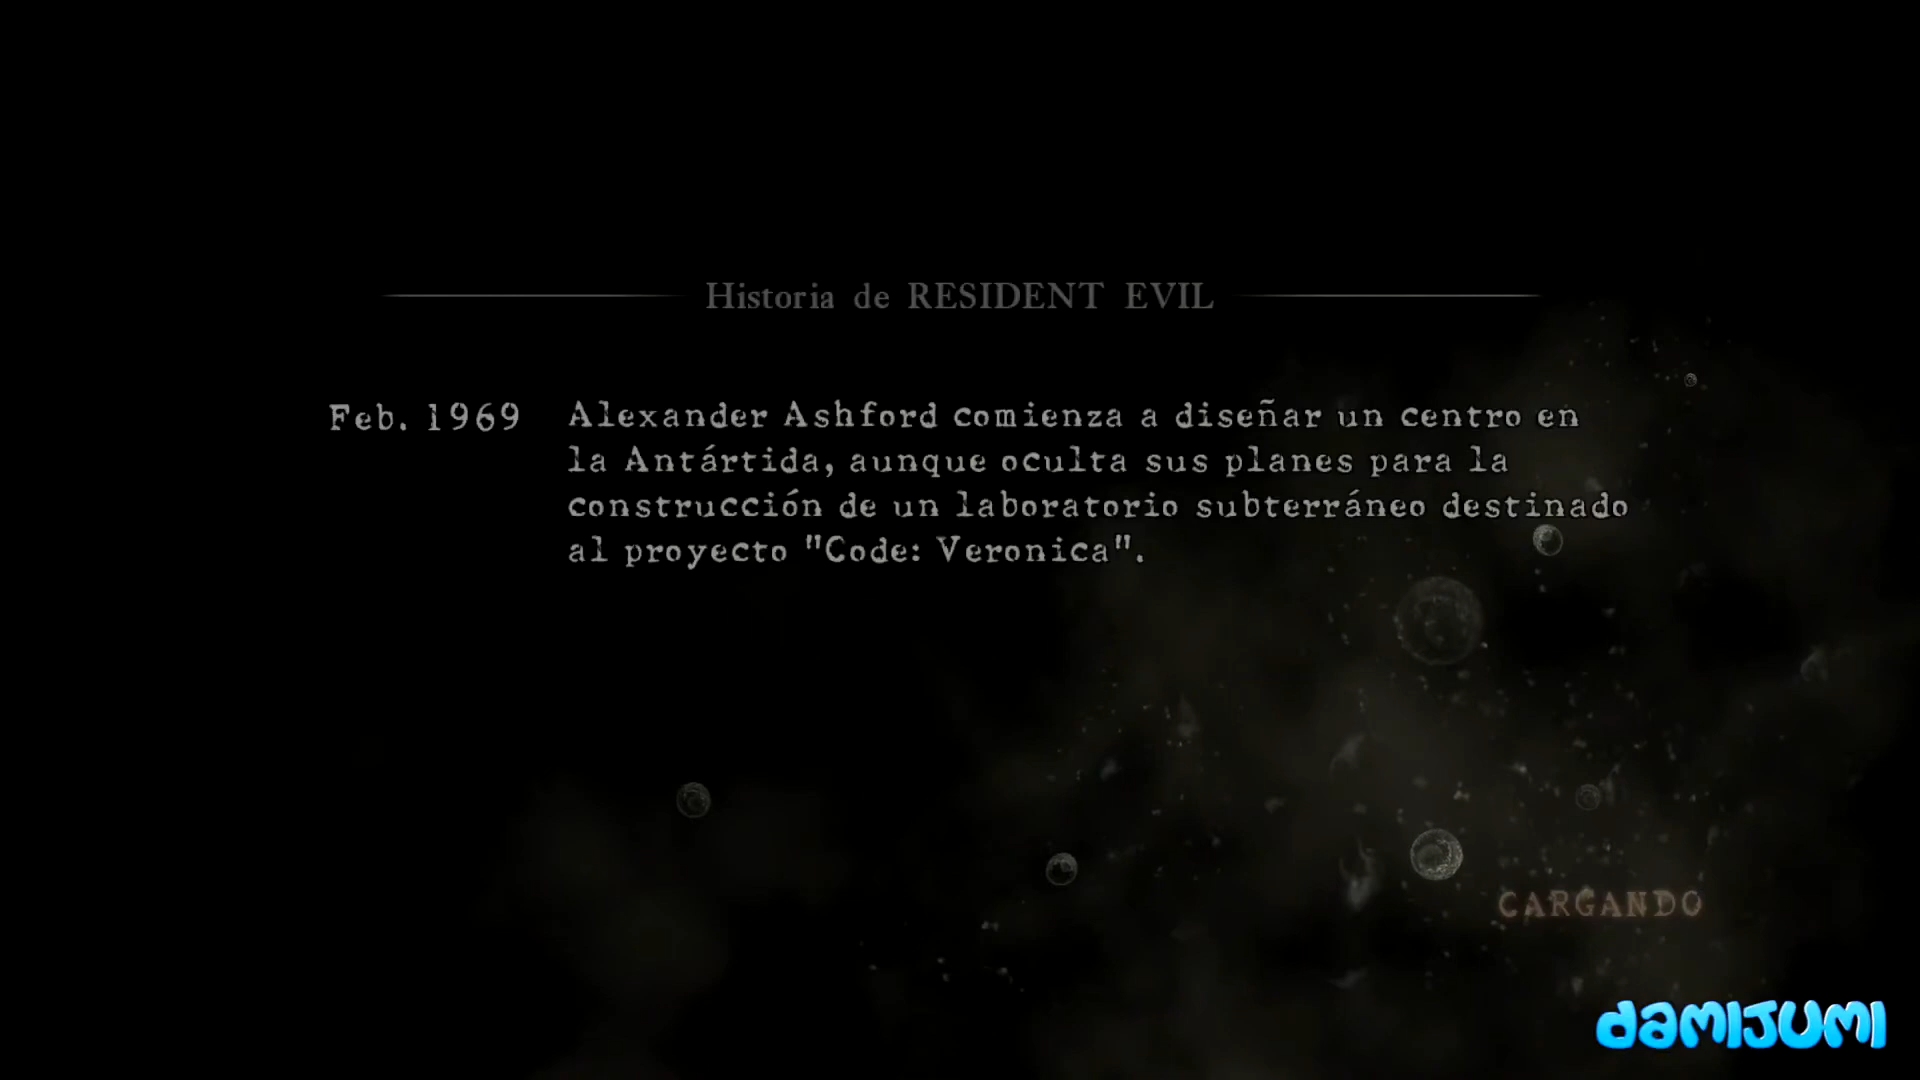 Historia de RESIDENT EVIL
Feb. 1969 Alexander Ashford comienza a diseñar un centro en
la Antártida, aunque oculta sus planes para la
construcción de un laboratorio subterráneo destinado
al proyecto "Code: Veronica".
CARGANDO
DAMIJUMI